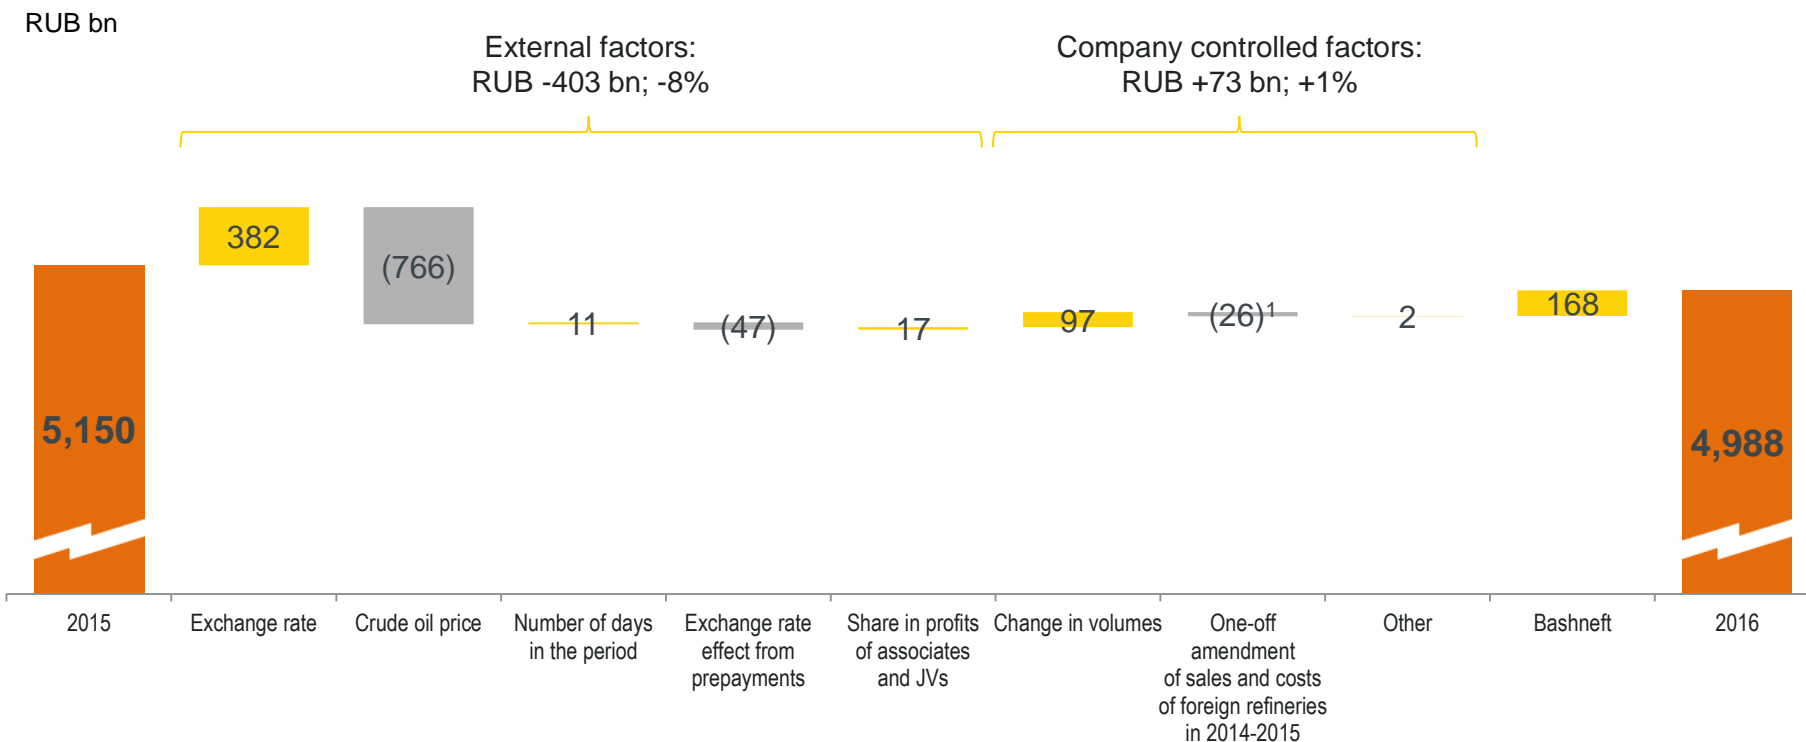 RUB bn
External factors:
RUB -403 bn; -8%
Company controlled factors:
RUB +73 bn; +1%
382
(766)
11
(47)
17
97
(26)¹
2
168
5,150
4,988
2015
Exchange rate
Crude oil price
Number of days
in the period
Exchange rate
effect from
prepayments
Share in profits
of associates
and JVs
Change in volumes
One-off
amendment
of sales and costs
of foreign refineries
in 2014-2015
Other
Bashneft
2016